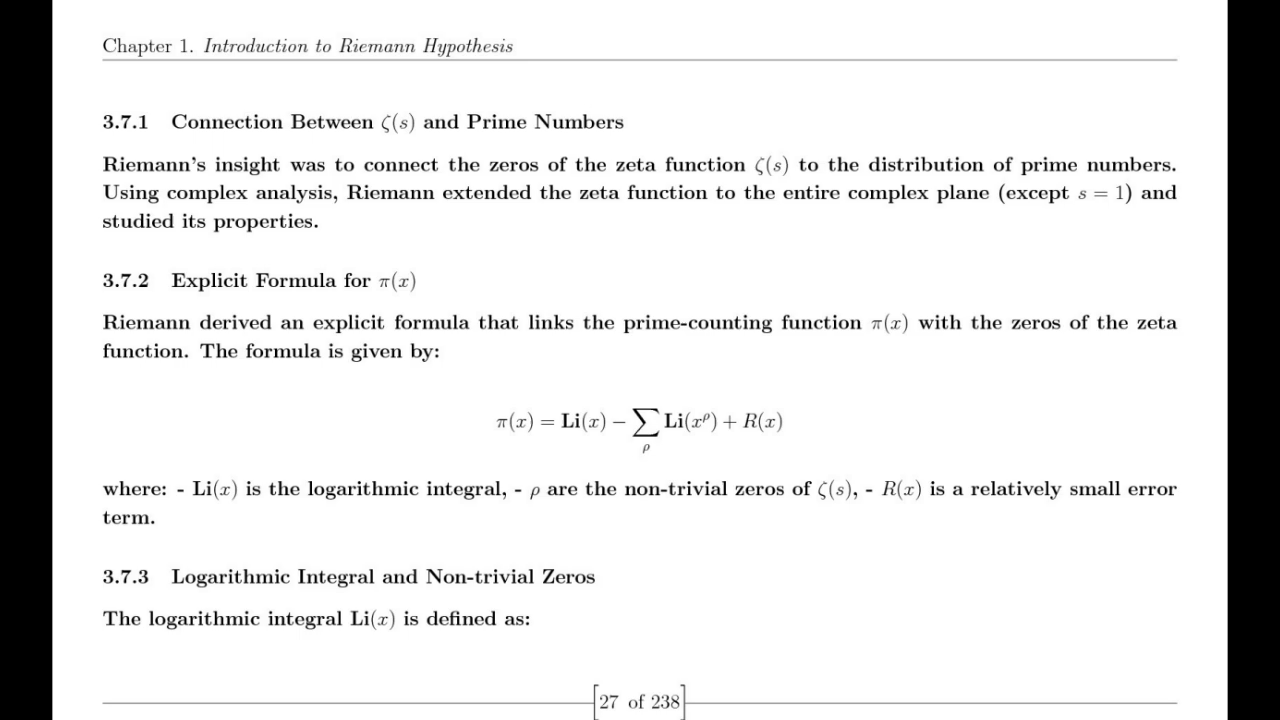 Chapter 1. Introduction to Riemann Hypothesis
3.7.1 Connection Between ζ(s) and Prime Numbers
Riemann's insight was to connect the zeros of the zeta function ζ(s) to the distribution of prime numbers.
Using complex analysis, Riemann extended the zeta function to the entire complex plane (except s = 1) and
studied its properties.
3.7.2 Explicit Formula for π(x)
Riemann derived an explicit formula that links the prime-counting function π(x) with the zeros of the zeta
function. The formula is given by:
π(x) = Li(x) − ∑ Li(x^ρ) + R(x)
ρ
where: - Li(x) is the logarithmic integral, - ρ are the non-trivial zeros of ζ(s), - R(x) is a relatively small error
term.
3.7.3 Logarithmic Integral and Non-trivial Zeros
The logarithmic integral Li(x) is defined as:
[27 of 238]